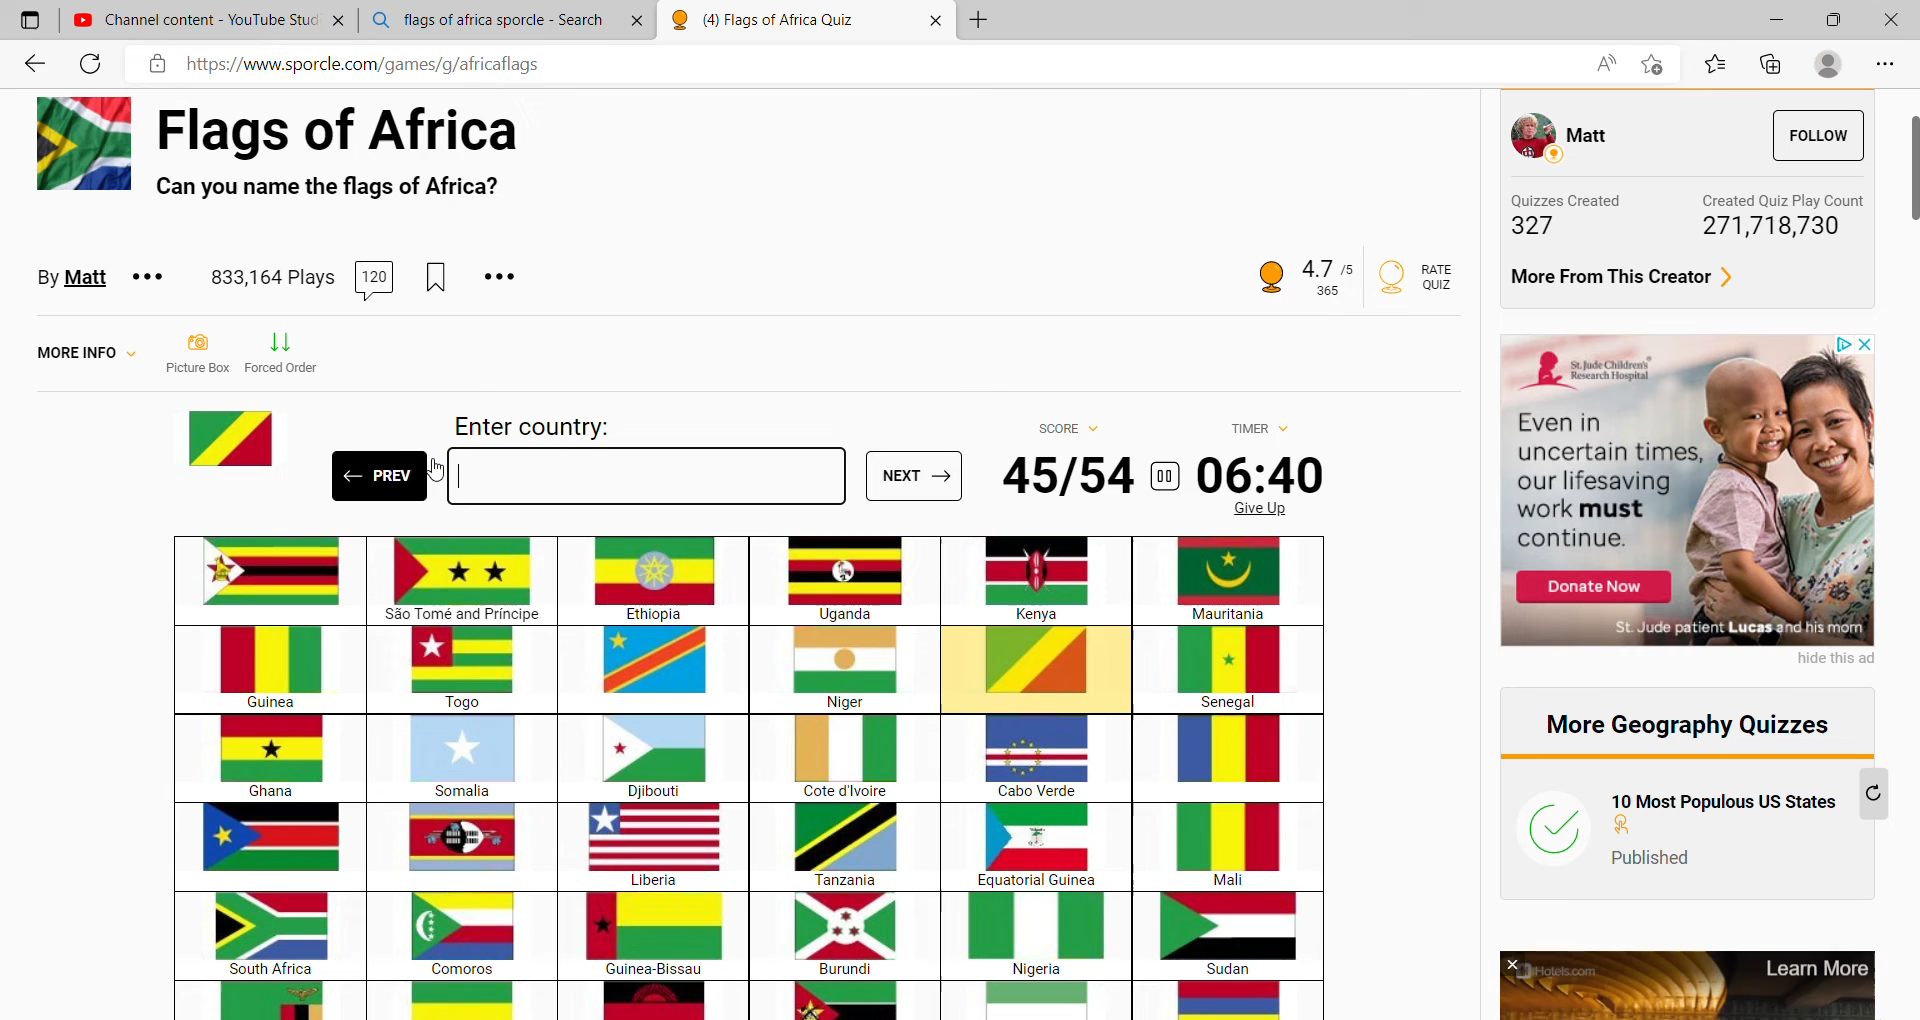 Channel content - YouTube Stud
flags of africa sporcle - Search
(4) Flags of Africa Quiz
https://www.sporcle.com/games/g/africaflags
Flags of Africa
Can you name the flags of Africa?
By Matt
833,164 Plays
120
4.7 /5
365
RATE
QUIZ
MORE INFO
Picture Box
Forced Order
Enter country:
PREV
NEXT
SCORE
45/54
TIMER
06:40
Give Up
São Tomé and Príncipe
Ethiopia
Uganda
Kenya
Mauritania
Guinea
Togo
Niger
Senegal
Ghana
Somalia
Djibouti
Cote d'Ivoire
Cabo Verde
Liberia
Tanzania
Equatorial Guinea
Mali
South Africa
Comoros
Guinea-Bissau
Burundi
Nigeria
Sudan
Matt
FOLLOW
Quizzes Created
327
Created Quiz Play Count
271,718,730
More From This Creator
St. Jude Children's
Research Hospital
Even in
uncertain times,
our lifesaving
work must
continue.
Donate Now
St. Jude patient Lucas and his mom
hide this ad
More Geography Quizzes
10 Most Populous US States
Published
Hotels.com
Learn More